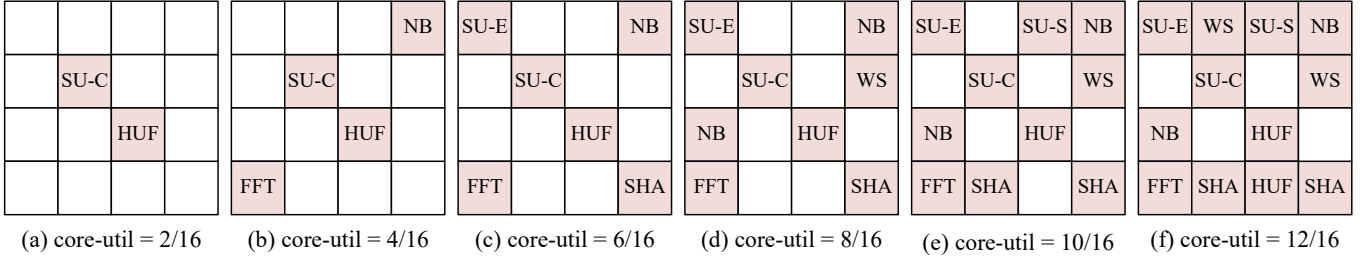 NB SU-E NB SU-E NB SU-E SU-S NB SU-E WS SU-S NB
SU-C SU-C SU-C SU-C WS SU-C WS SU-C WS
HUF HUF HUF NB HUF NB HUF NB HUF
FFT FFT SHA FFT SHA FFT SHA SHA FFT SHA HUF SHA
(a) core-util = 2/16 (b) core-util = 4/16 (c) core-util = 6/16 (d) core-util = 8/16 (e) core-util = 10/16 (f) core-util = 12/16